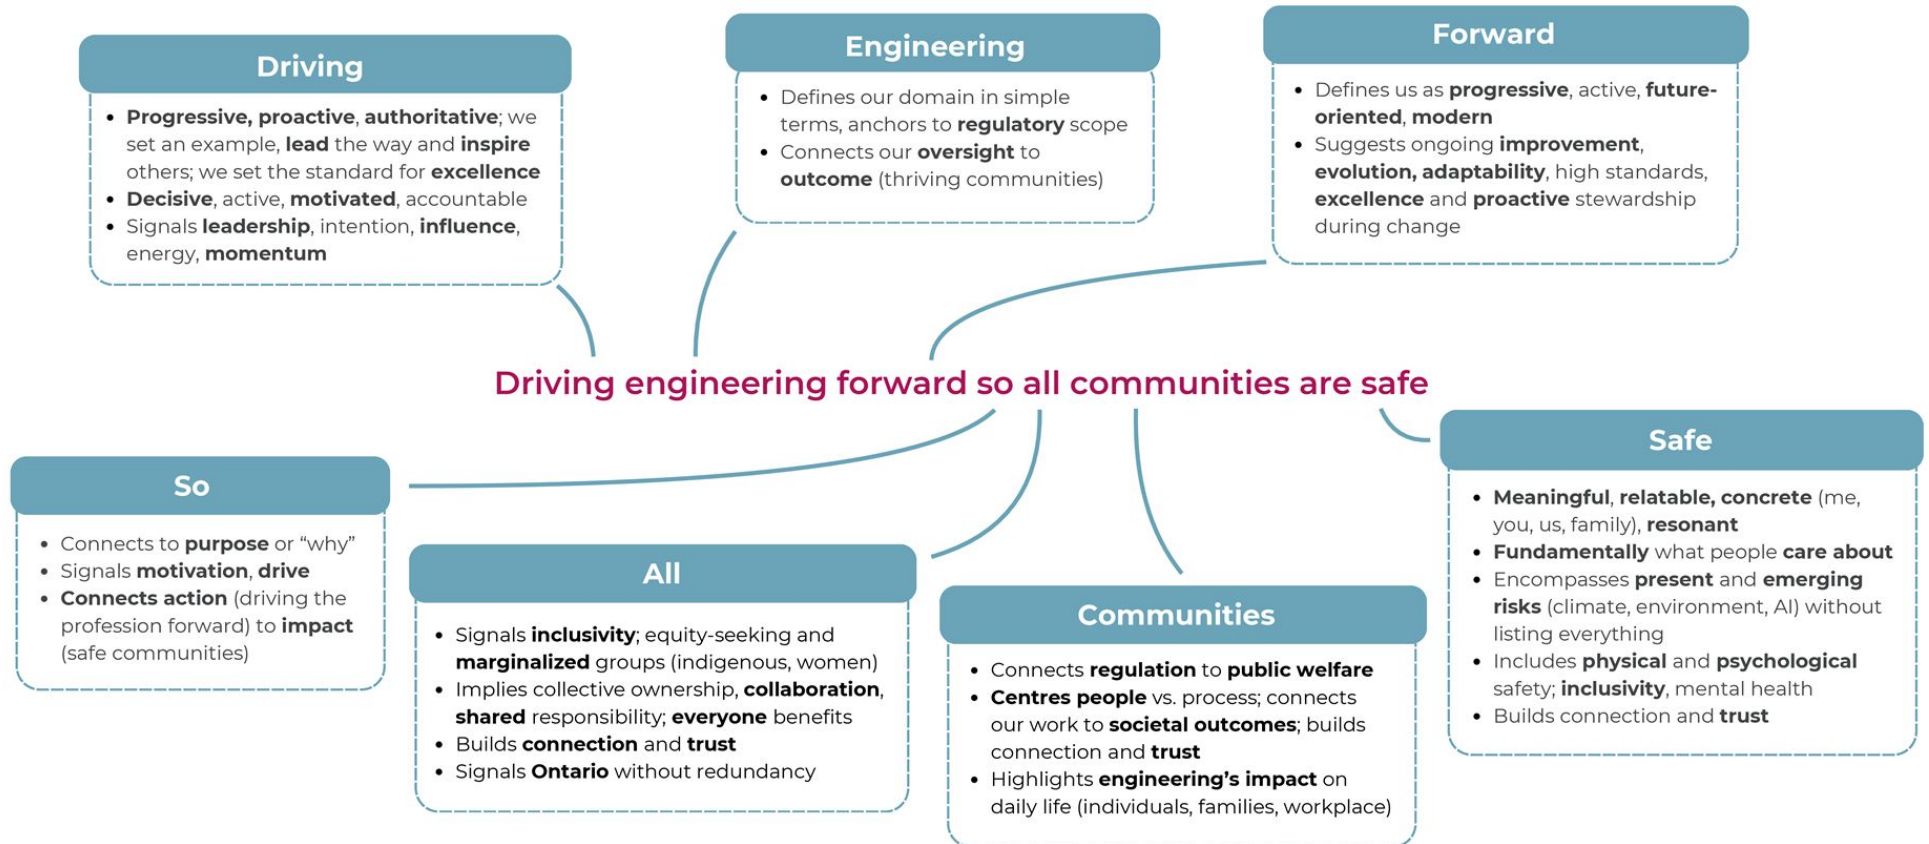 Driving
• Progressive, proactive, authoritative; we
set an example, lead the way and inspire
others; we set the standard for excellence
• Decisive, active, motivated, accountable
• Signals leadership, intention, influence,
energy, momentum
Engineering
• Defines our domain in simple
terms, anchors to regulatory scope
• Connects our oversight to
outcome (thriving communities)
Forward
• Defines us as progressive, active, future-
oriented, modern
• Suggests ongoing improvement,
evolution, adaptability, high standards,
excellence and proactive stewardship
during change
Driving engineering forward so all communities are safe
So
• Connects to purpose or “why”
• Signals motivation, drive
• Connects action (driving the
profession forward) to impact
(safe communities)
All
• Signals inclusivity; equity-seeking and
marginalized groups (indigenous, women)
• Implies collective ownership, collaboration,
shared responsibility; everyone benefits
• Builds connection and trust
• Signals Ontario without redundancy
Communities
• Connects regulation to public welfare
• Centres people vs. process; connects
our work to societal outcomes; builds
connection and trust
• Highlights engineering’s impact on
daily life (individuals, families, workplace)
Safe
• Meaningful, relatable, concrete (me,
you, us, family), resonant
• Fundamentally what people care about
• Encompasses present and emerging
risks (climate, environment, AI) without
listing everything
• Includes physical and psychological
safety; inclusivity, mental health
• Builds connection and trust